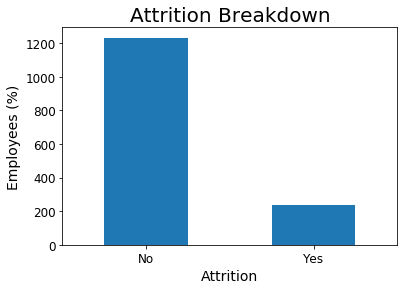 Attrition Breakdown
Employees (%)
1200
1000
800
600
400
200
0
No Yes
Attrition